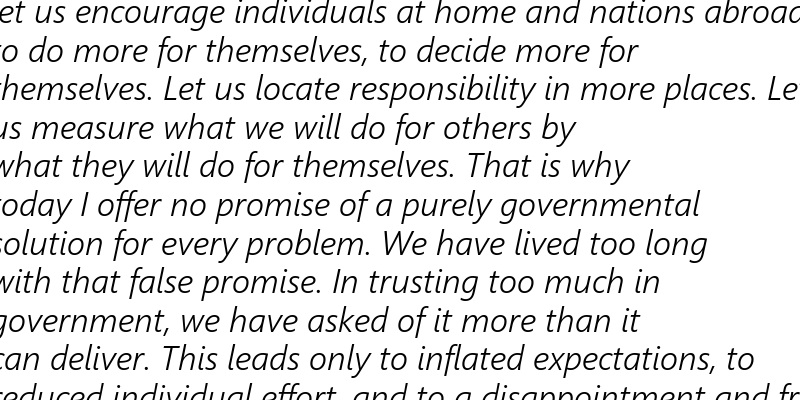 let us encourage individuals at home and nations abroad
to do more for themselves, to decide more for
themselves. Let us locate responsibility in more places. Let
us measure what we will do for others by
what they will do for themselves. That is why
today I offer no promise of a purely governmental
solution for every problem. We have lived too long
with that false promise. In trusting too much in
government, we have asked of it more than it
can deliver. This leads only to inflated expectations, to
reduced individual effort, and to a disappointment and